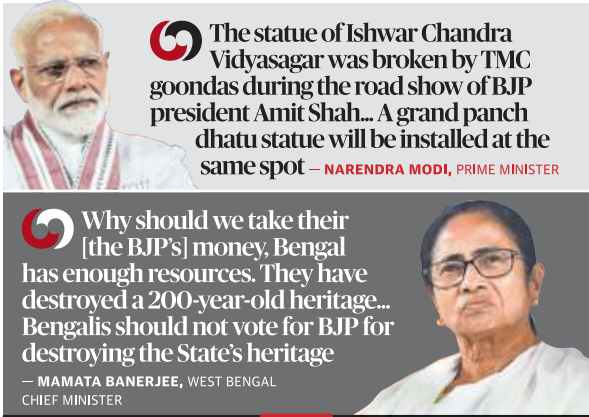 The statue of Ishwar Chandra
Vidyasagar was broken by TMC
goondas during the road show of BJP
president Amit Shah... A grand panch
dhatu statue will be installed at the
same spot — NARENDRA MODI, PRIME MINISTER
Why should we take their
[the BJP's] money, Bengal
has enough resources. They have
destroyed a 200-year-old heritage...
Bengalis should not vote for BJP for
destroying the State's heritage
— MAMATA BANERJEE, WEST BENGAL
CHIEF MINISTER